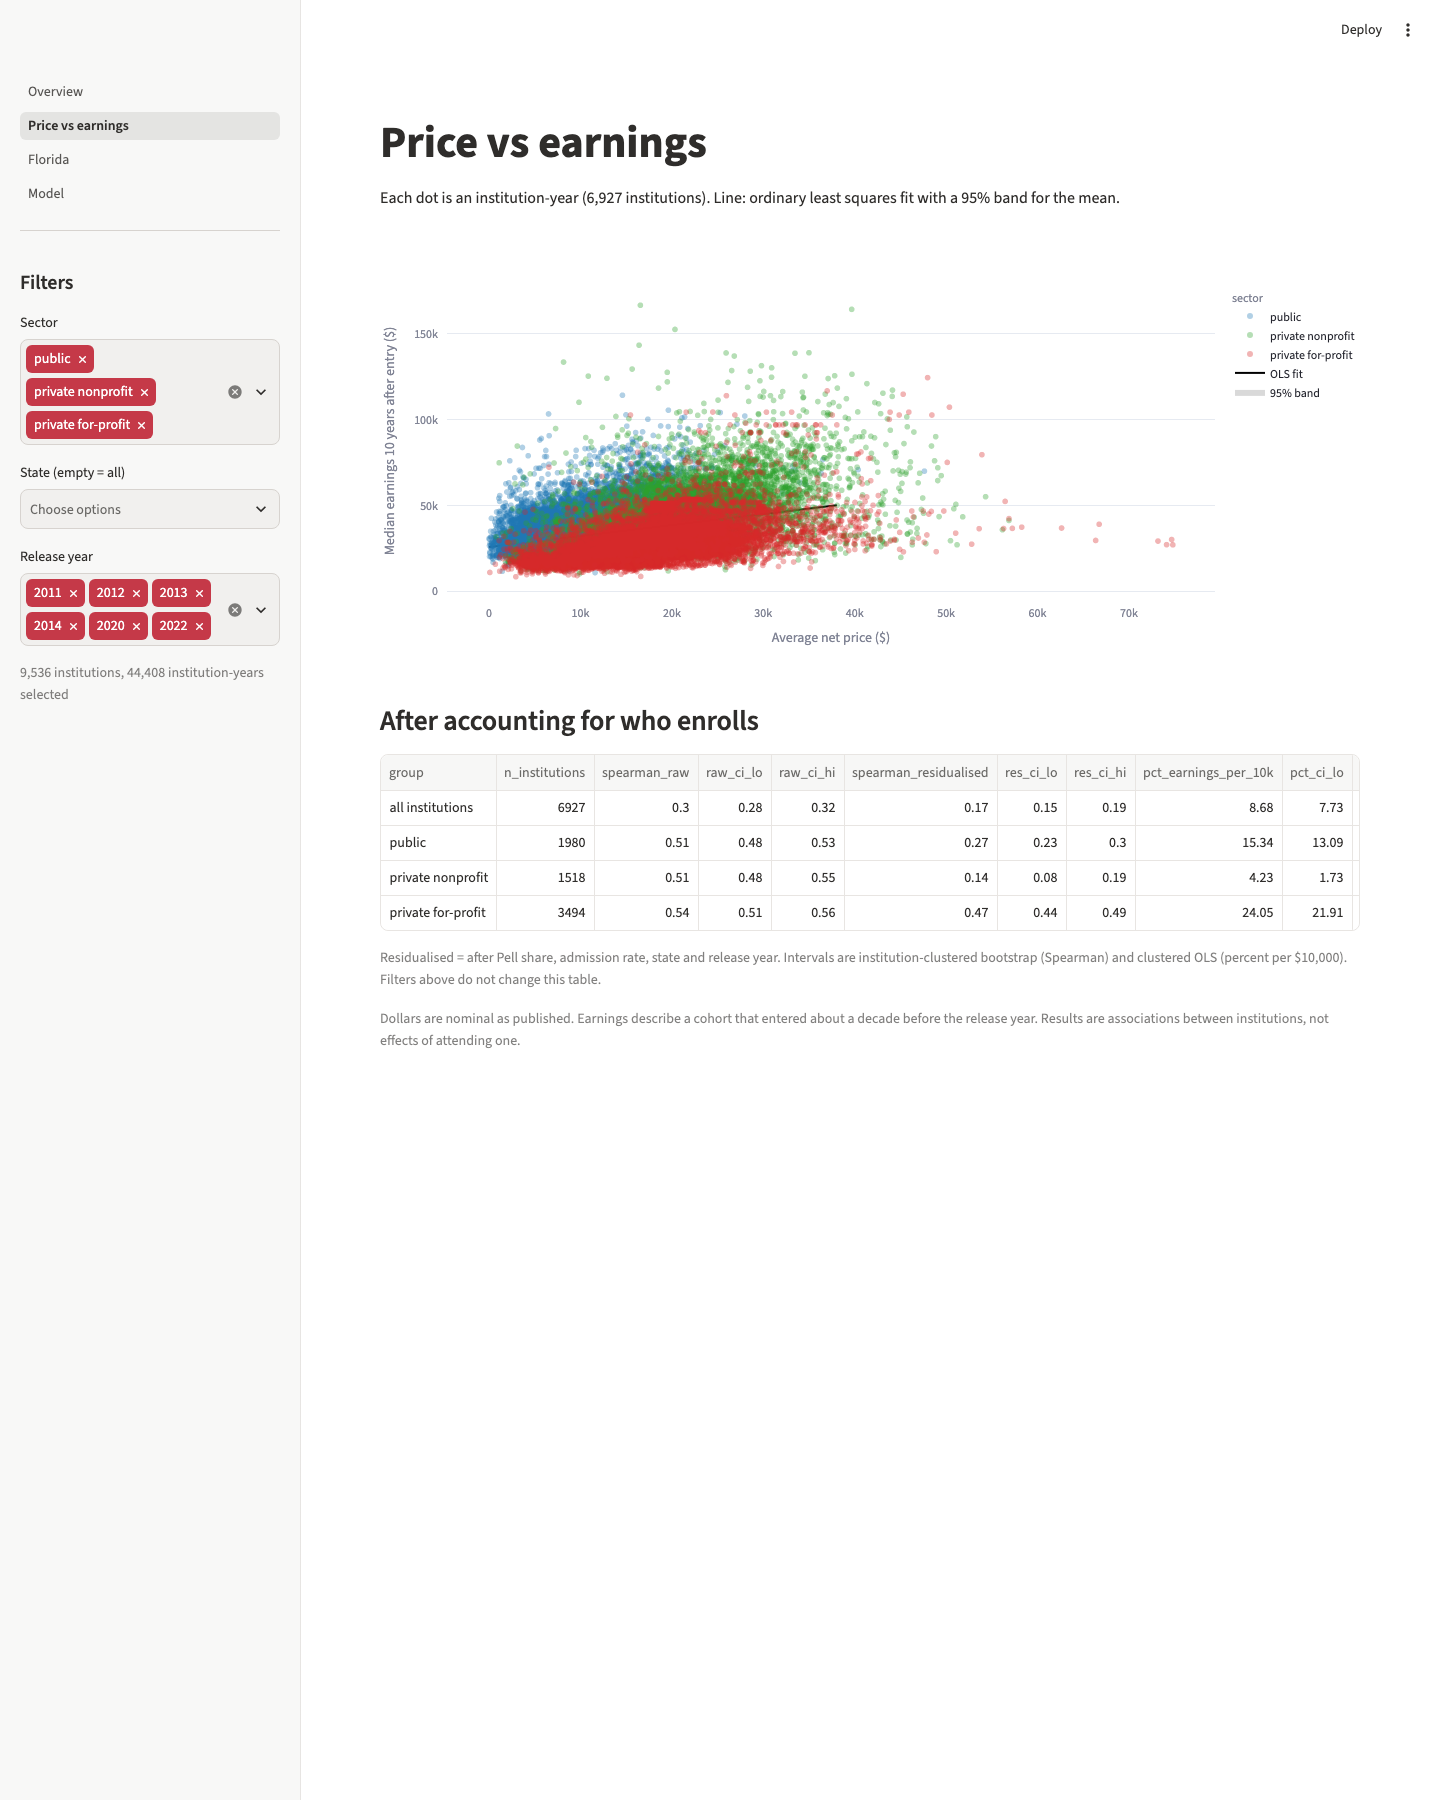 Deploy
Overview
Price vs earnings
Florida
Model
Filters
Sector
public
private nonprofit
private for-profit
State (empty = all)
Choose options
Release year
2011 2012 2013
2014 2020 2022
9,536 institutions, 44,408 institution-years
selected
Price vs earnings
Each dot is an institution-year (6,927 institutions). Line: ordinary least squares fit with a 95% band for the mean.
sector
public
private nonprofit
private for-profit
OLS fit
95% band
Median earnings 10 years after entry ($)
150k
100k
50k
0
0 10k 20k 30k 40k 50k 60k 70k
Average net price ($)
After accounting for who enrolls
group n_institutions spearman_raw raw_ci_lo raw_ci_hi spearman_residualised res_ci_lo res_ci_hi pct_earnings_per_10k pct_ci_lo
all institutions 6927 0.3 0.28 0.32 0.17 0.15 0.19 8.68 7.73
public 1980 0.51 0.48 0.53 0.27 0.23 0.3 15.34 13.09
private nonprofit 1518 0.51 0.48 0.55 0.14 0.08 0.19 4.23 1.73
private for-profit 3494 0.54 0.51 0.56 0.47 0.44 0.49 24.05 21.91
Residualised = after Pell share, admission rate, state and release year. Intervals are institution-clustered bootstrap (Spearman) and clustered OLS (percent per $10,000).
Filters above do not change this table.
Dollars are nominal as published. Earnings describe a cohort that entered about a decade before the release year. Results are associations between institutions, not
effects of attending one.